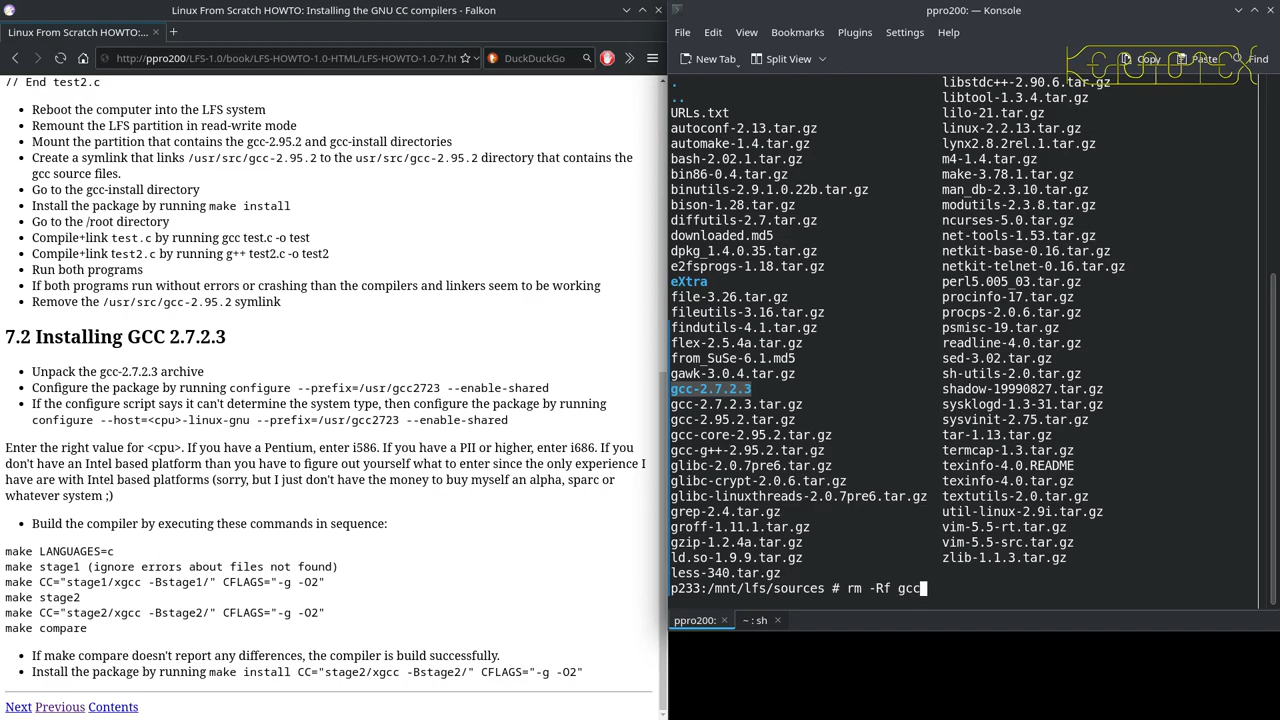 Linux From Scratch HOWTO: Installing the GNU CC compilers - Falkon
Linux From Scratch HOWTO:...
http://ppro200/LFS-1.0/book/LFS-HOWTO-1.0-HTML/LFS-HOWTO-1.0-7.ht
DuckDuckGo
// End test2.c
Reboot the computer into the LFS system
Remount the LFS partition in read-write mode
Mount the partition that contains the gcc-2.95.2 and gcc-install directories
Create a symlink that links /usr/src/gcc-2.95.2 to the usr/src/gcc-2.95.2 directory that contains the
gcc source files.
Go to the gcc-install directory
Install the package by running make install
Go to the /root directory
Compile+link test.c by running gcc test.c -o test
Compile+link test2.c by running g++ test2.c -o test2
Run both programs
If both programs run without errors or crashing than the compilers and linkers seem to be working
Remove the /usr/src/gcc-2.95.2 symlink
7.2 Installing GCC 2.7.2.3
Unpack the gcc-2.7.2.3 archive
Configure the package by running configure --prefix=/usr/gcc2723 --enable-shared
If the configure script says it can't determine the system type, then configure the package by running
configure --host=<cpu>-linux-gnu --prefix=/usr/gcc2723 --enable-shared
Enter the right value for <cpu>. If you have a Pentium, enter i586. If you have a PII or higher, enter i686. If you
don't have an Intel based platform than you have to figure out yourself what to enter since the only experience I
have are with Intel based platforms (sorry, but I just don't have the money to buy myself an alpha, sparc or
whatever system ;)
Build the compiler by executing these commands in sequence:
make LANGUAGES=c
make stage1 (ignore errors about files not found)
make CC="stage1/xgcc -Bstage1/" CFLAGS="-g -O2"
make stage2
make CC="stage2/xgcc -Bstage2/" CFLAGS="-g -O2"
make compare
If make compare doesn't report any differences, the compiler is build successfully.
Install the package by running make install CC="stage2/xgcc -Bstage2/" CFLAGS="-g -O2"
Next Previous Contents
ppro200: — Konsole
File Edit View Bookmarks Plugins Settings Help
New Tab Split View Copy Paste Find
. libstdc++-2.90.6.tar.gz
.. libtool-1.3.4.tar.gz
URLs.txt lilo-21.tar.gz
autoconf-2.13.tar.gz linux-2.2.13.tar.gz
automake-1.4.tar.gz lynx2.8.2rel.1.tar.gz
bash-2.02.1.tar.gz m4-1.4.tar.gz
bin86-0.4.tar.gz make-3.78.1.tar.gz
binutils-2.9.1.0.22b.tar.gz man_db-2.3.10.tar.gz
bison-1.28.tar.gz modutils-2.3.8.tar.gz
diffutils-2.7.tar.gz ncurses-5.0.tar.gz
downloaded.md5 net-tools-1.53.tar.gz
dpkg_1.4.0.35.tar.gz netkit-base-0.16.tar.gz
e2fsprogs-1.18.tar.gz netkit-telnet-0.16.tar.gz
eXtra perl5.005_03.tar.gz
file-3.26.tar.gz procinfo-17.tar.gz
fileutils-3.16.tar.gz procps-2.0.6.tar.gz
findutils-4.1.tar.gz psmisc-19.tar.gz
flex-2.5.4a.tar.gz readline-4.0.tar.gz
from_SuSe-6.1.md5 sed-3.02.tar.gz
gawk-3.0.4.tar.gz sh-utils-2.0.tar.gz
gcc-2.7.2.3 shadow-19990827.tar.gz
gcc-2.7.2.3.tar.gz sysklogd-1.3-31.tar.gz
gcc-2.95.2.tar.gz sysvinit-2.75.tar.gz
gcc-core-2.95.2.tar.gz tar-1.13.tar.gz
gcc-g++-2.95.2.tar.gz termcap-1.3.tar.gz
glibc-2.0.7pre6.tar.gz texinfo-4.0.README
glibc-crypt-2.0.6.tar.gz texinfo-4.0.tar.gz
glibc-linuxthreads-2.0.7pre6.tar.gz textutils-2.0.tar.gz
grep-2.4.tar.gz util-linux-2.9i.tar.gz
groff-1.11.1.tar.gz vim-5.5-rt.tar.gz
gzip-1.2.4a.tar.gz vim-5.5-src.tar.gz
ld.so-1.9.9.tar.gz zlib-1.1.3.tar.gz
less-340.tar.gz
p233:/mnt/lfs/sources # rm -Rf gcc
ppro200: ~ : sh